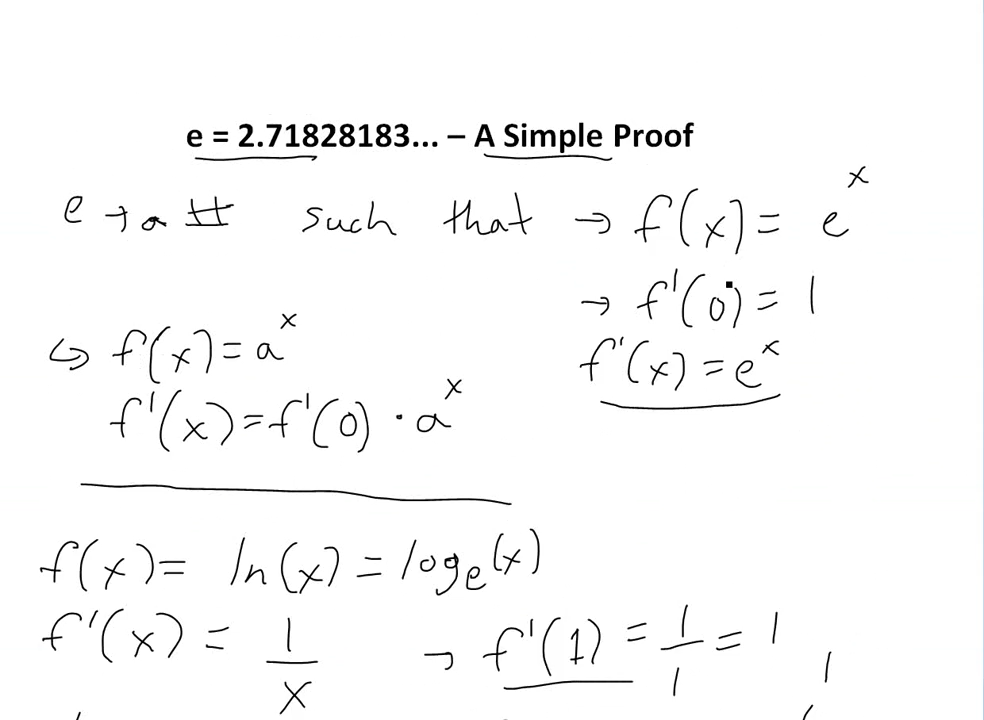 e = 2.71828183... – A Simple Proof
e → a # such that → f(x) = e^x
→ f'(0) = 1
↪ f(x) = a^x
f'(x) = e^x
f'(x) = f'(0) · a^x
f(x) = ln(x) = log_e(x)
f'(x) = 1/x → f'(1) = 1/1 = 1